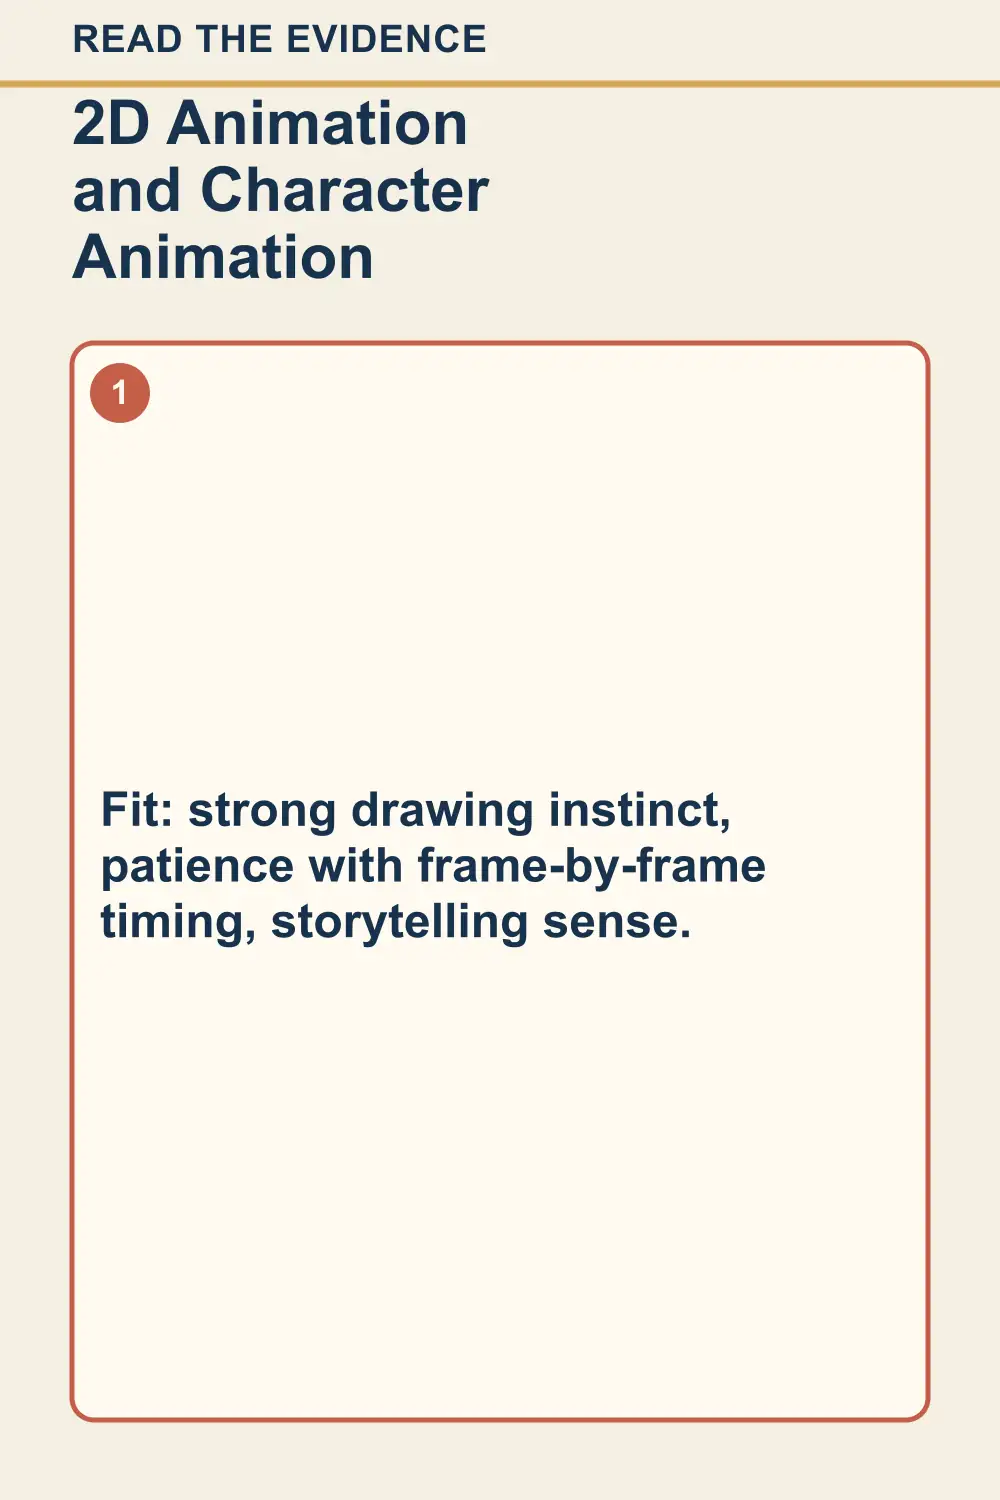 READ THE EVIDENCE
2D Animation
and Character
Animation
1
Fit: strong drawing instinct,
patience with frame-by-frame
timing, storytelling sense.